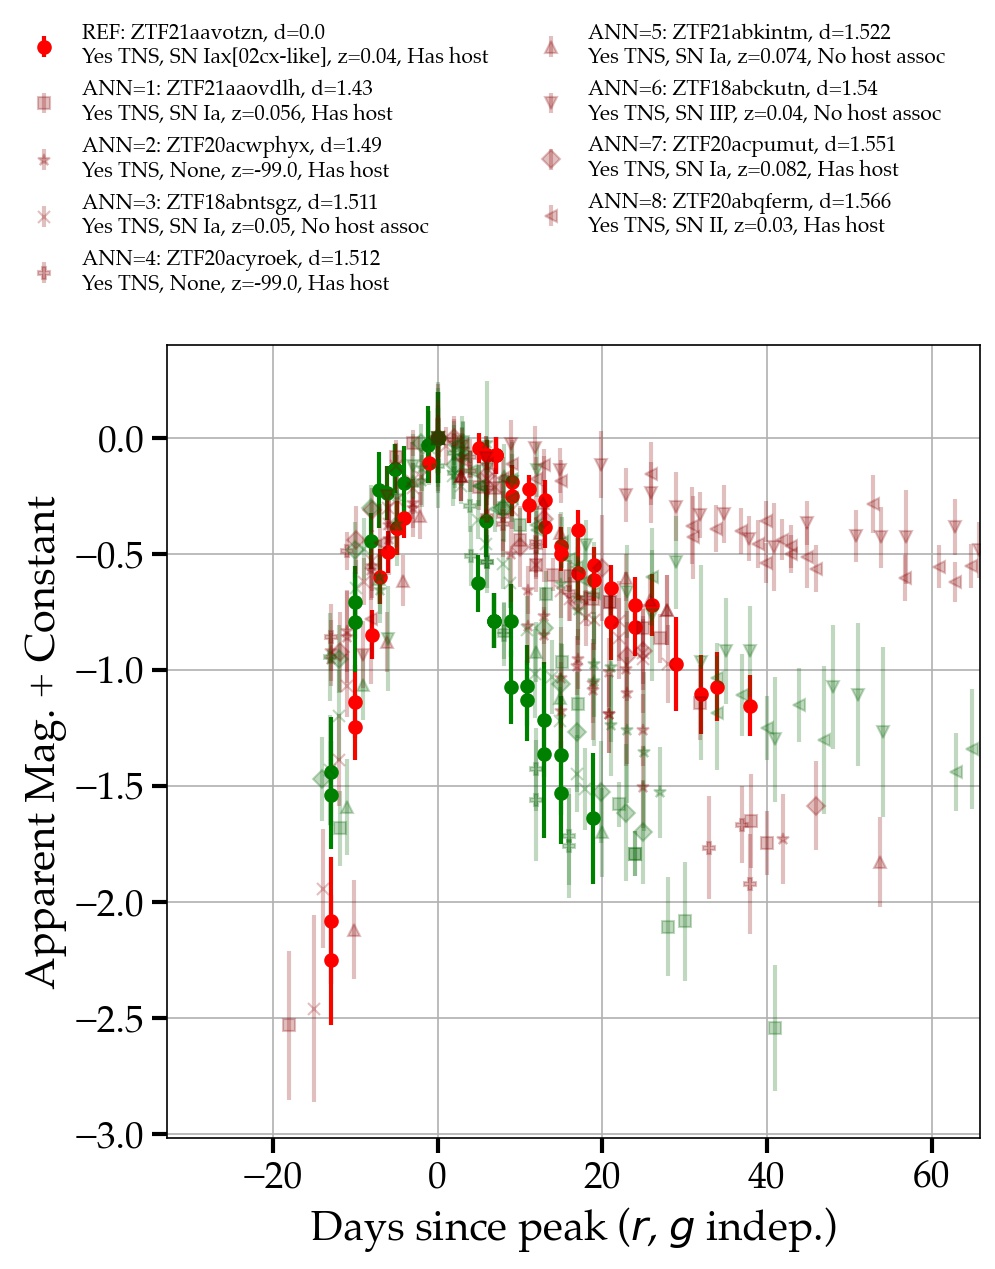 REF: ZTF21aavotzn, d=0.0
Yes TNS, SN Iax[02cx-like], z=0.04, Has host
ANN=1: ZTF21aaovdlh, d=1.43
Yes TNS, SN Ia, z=0.056, Has host
ANN=2: ZTF20acwphyx, d=1.49
Yes TNS, None, z=-99.0, Has host
ANN=3: ZTF18abntsgz, d=1.511
Yes TNS, SN Ia, z=0.05, No host assoc
ANN=4: ZTF20acyroek, d=1.512
Yes TNS, None, z=-99.0, Has host
ANN=5: ZTF21abkintm, d=1.522
Yes TNS, SN Ia, z=0.074, No host assoc
ANN=6: ZTF18abckutn, d=1.54
Yes TNS, SN IIP, z=0.04, No host assoc
ANN=7: ZTF20acpumut, d=1.551
Yes TNS, SN Ia, z=0.082, Has host
ANN=8: ZTF20abqferm, d=1.566
Yes TNS, SN II, z=0.03, Has host
Apparent Mag. + Constant
0.0
−0.5
−1.0
−1.5
−2.0
−2.5
−3.0
−20 0 20 40 60
Days since peak (r, g indep.)